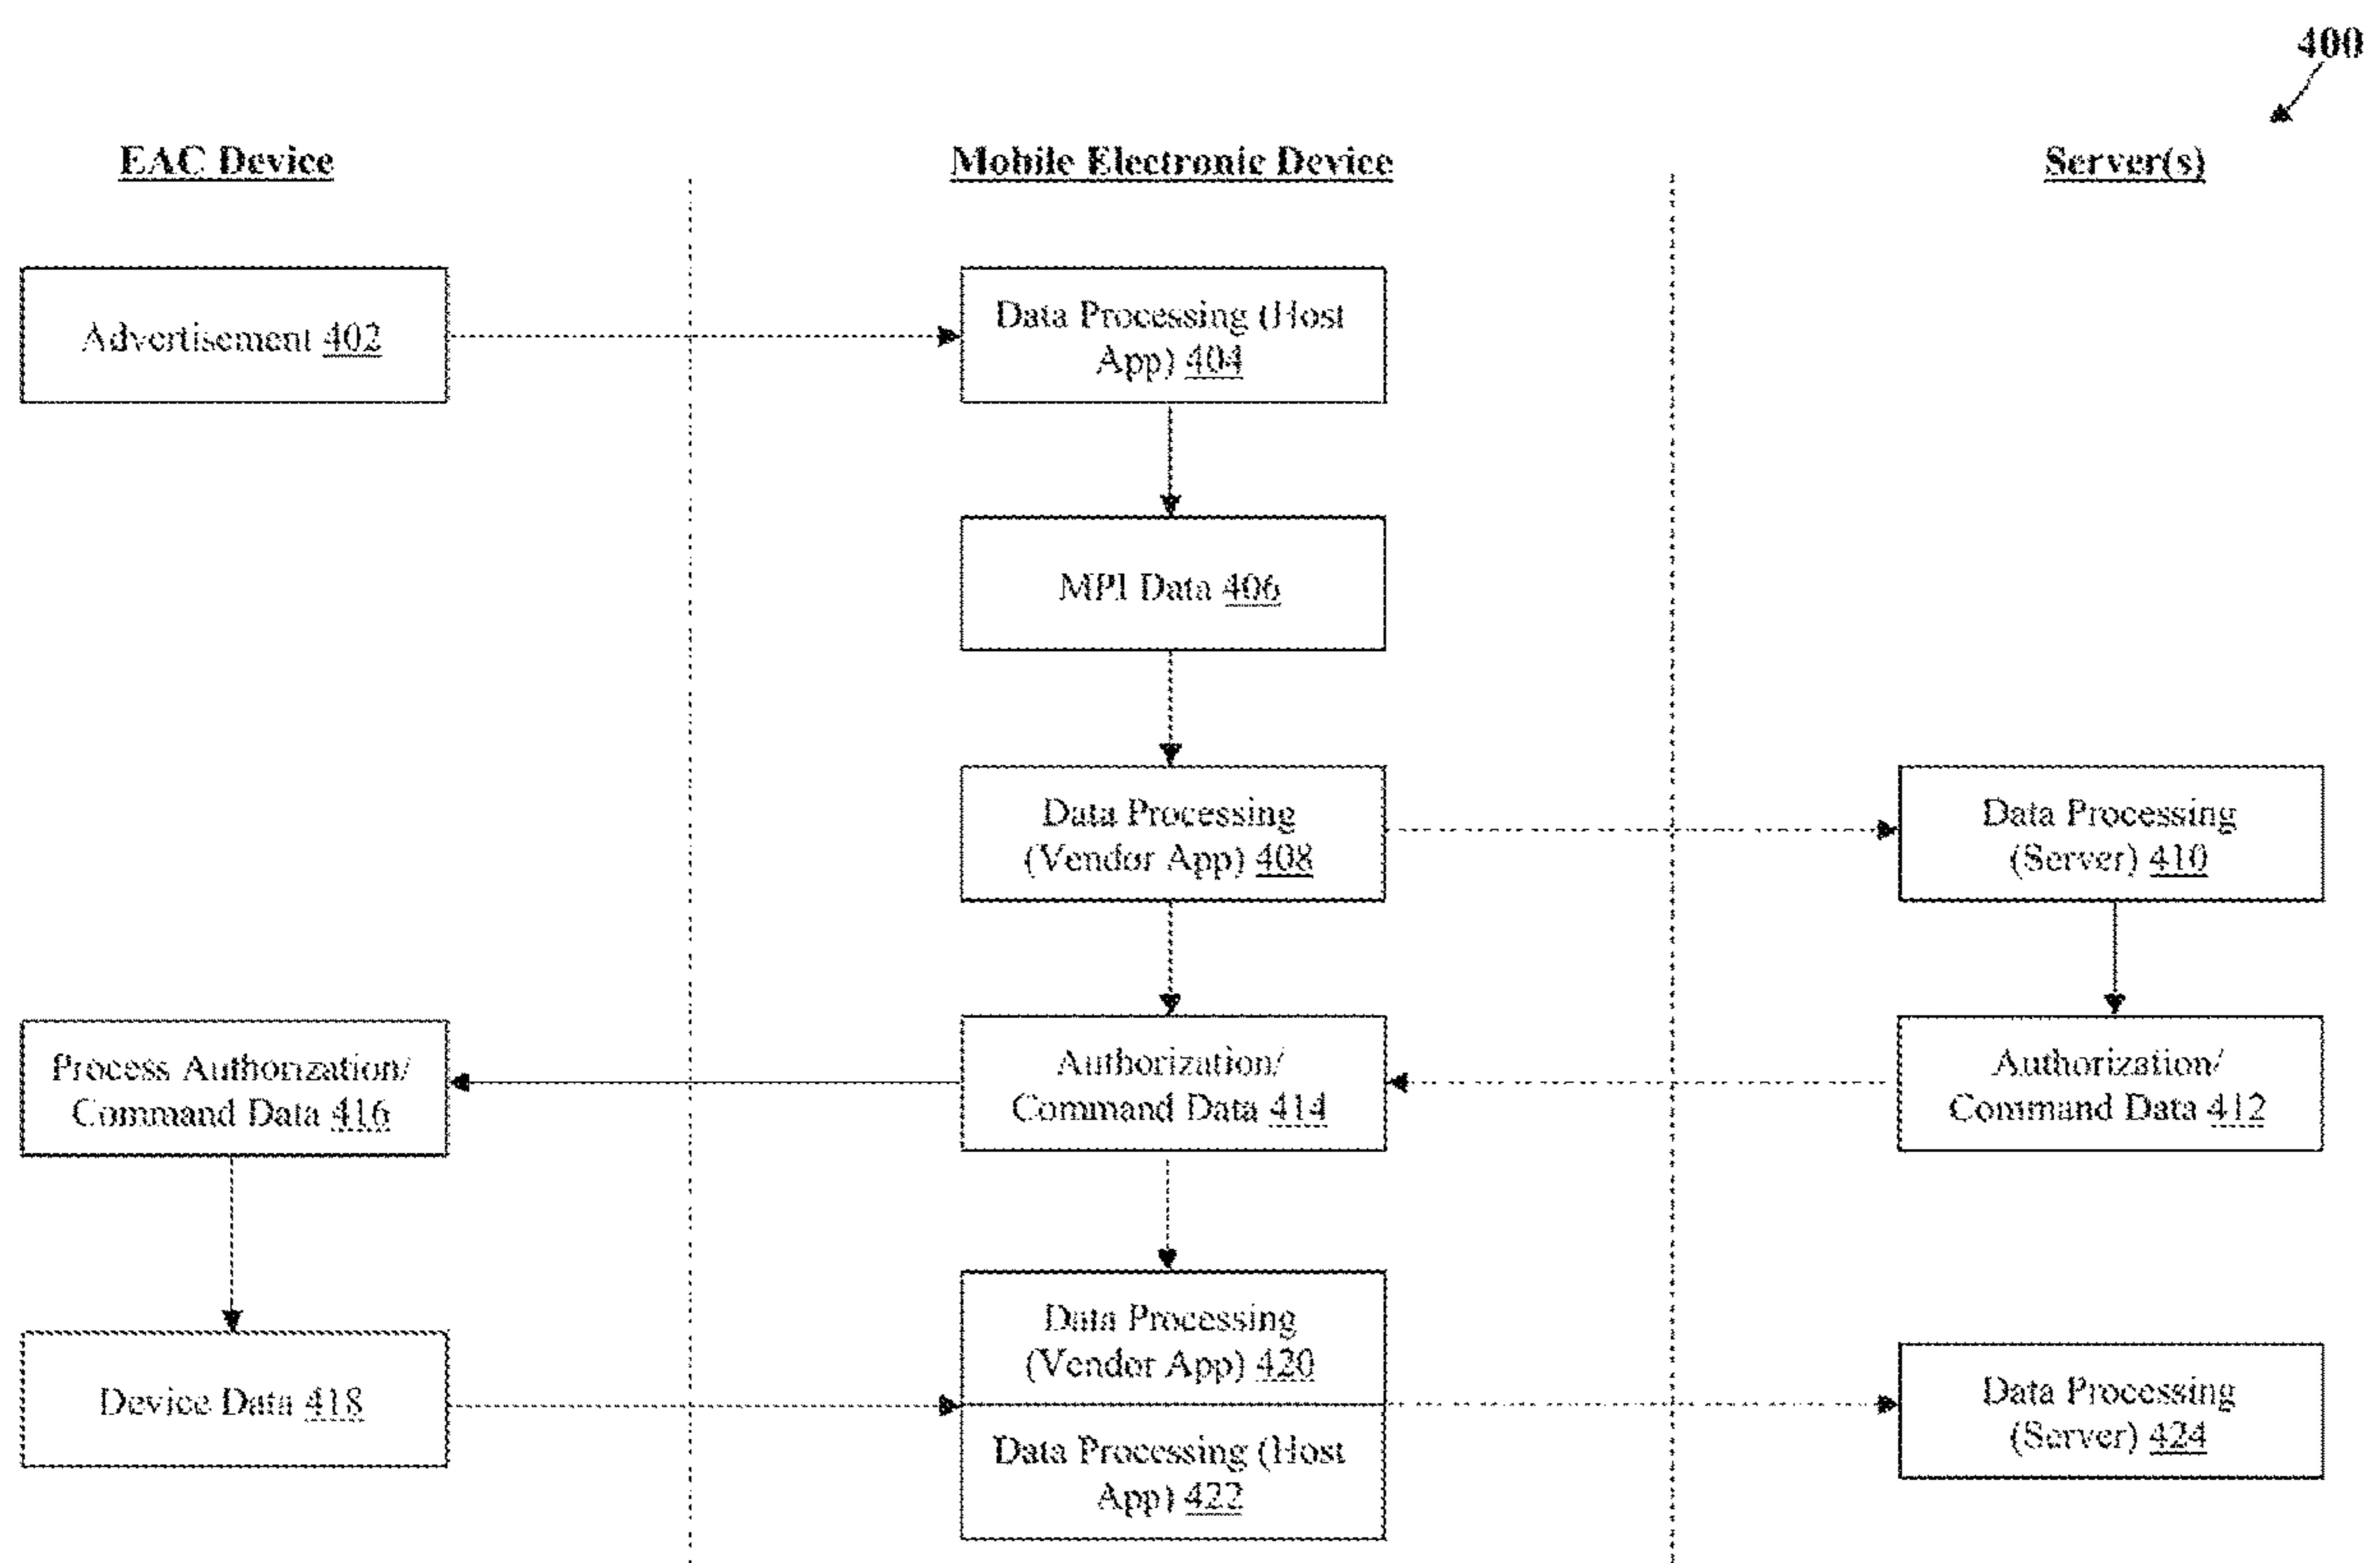 400
EAC Device
Mobile Electronic Device
Server(s)
Advertisement 402
Data Processing (Host
App) 404
MPI Data 406
Data Processing
(Vendor App) 408
Data Processing
(Server) 410
Process Authorization/
Command Data 416
Authorization/
Command Data 414
Authorization/
Command Data 412
Device Data 418
Data Processing
(Vendor App) 420
Data Processing (Host
App) 422
Data Processing
(Server) 424